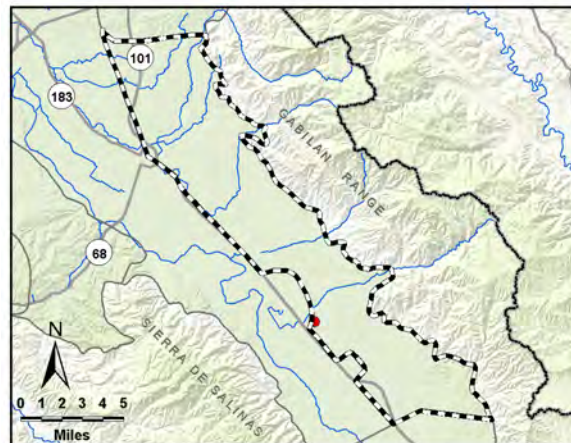 101
183
GABILAN RANGE
68
SIERRA DE SALINAS
N
0 1 2 3 4 5
Miles